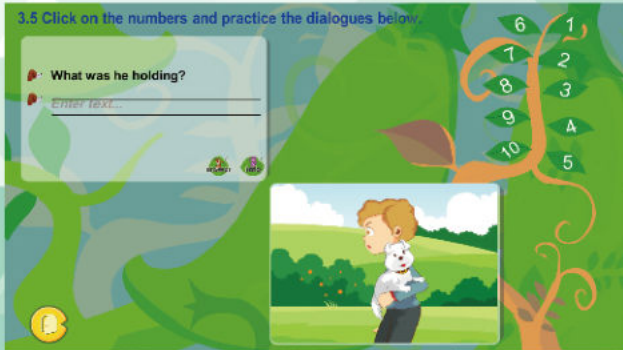 3.5 Click on the numbers and practice the dialogues below.
What was he holding?
Enter text...
6 1
7 2
8 3
9 4
10 5